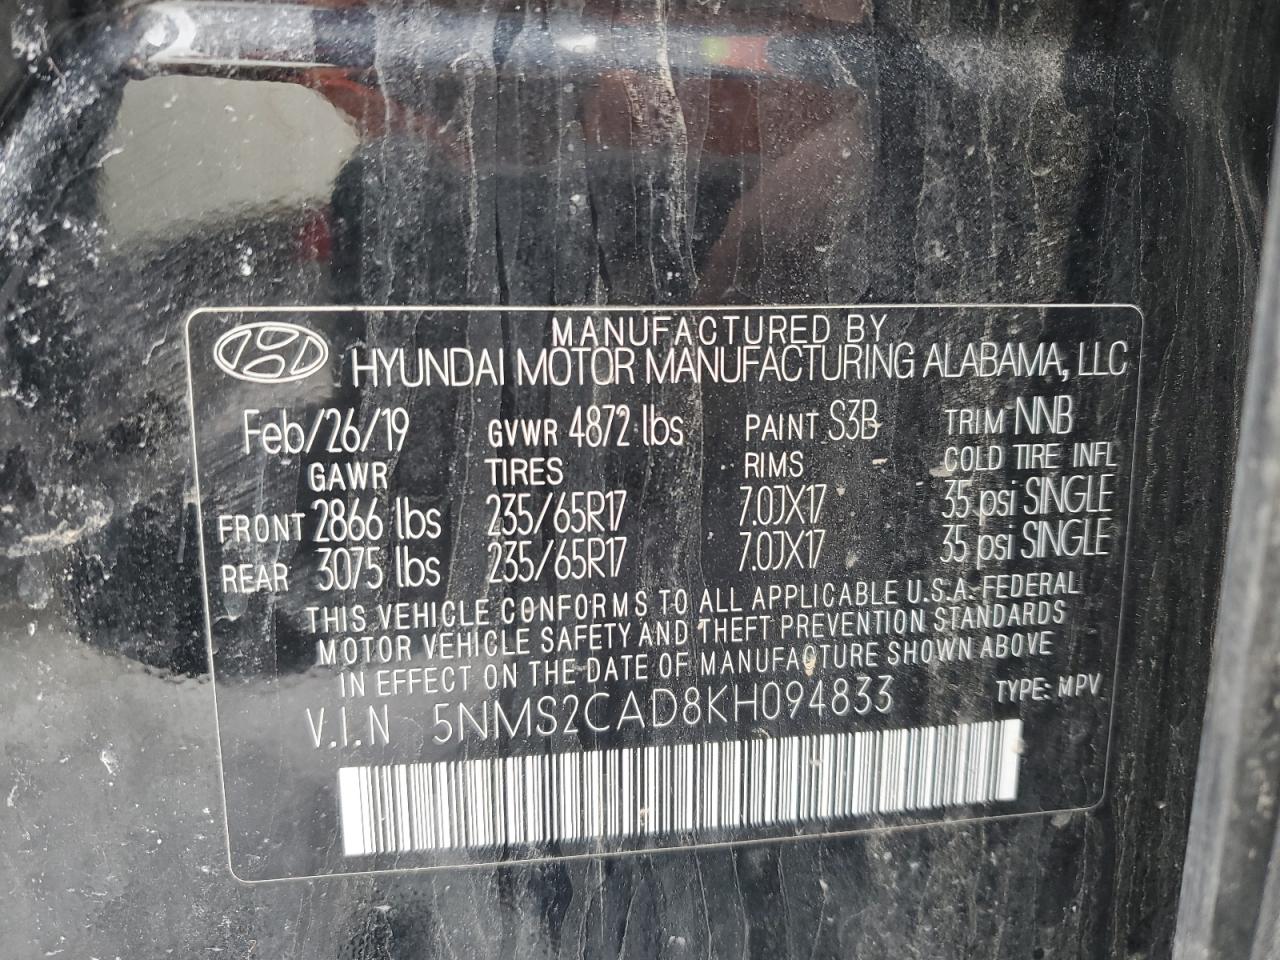 MANUFACTURED BY
HYUNDAI MOTOR MANUFACTURING ALABAMA, LLC
Feb/26/19 GVWR 4872 lbs PAINT S3B TRIM NNB
GAWR TIRES RIMS COLD TIRE INFL
FRONT 2866 lbs 235/65R17 7.0JX17 35 psi SINGLE
REAR 3075 lbs 235/65R17 7.0JX17 35 psi SINGLE
THIS VEHICLE CONFORMS TO ALL APPLICABLE U.S.A-FEDERAL
MOTOR VEHICLE SAFETY AND THEFT PREVENTION STANDARDS
IN EFFECT ON THE DATE OF MANUFAQTURE SHOWN ABOVE
V.I.N 5NMS2CAD8KH094833 TYPE: MPV